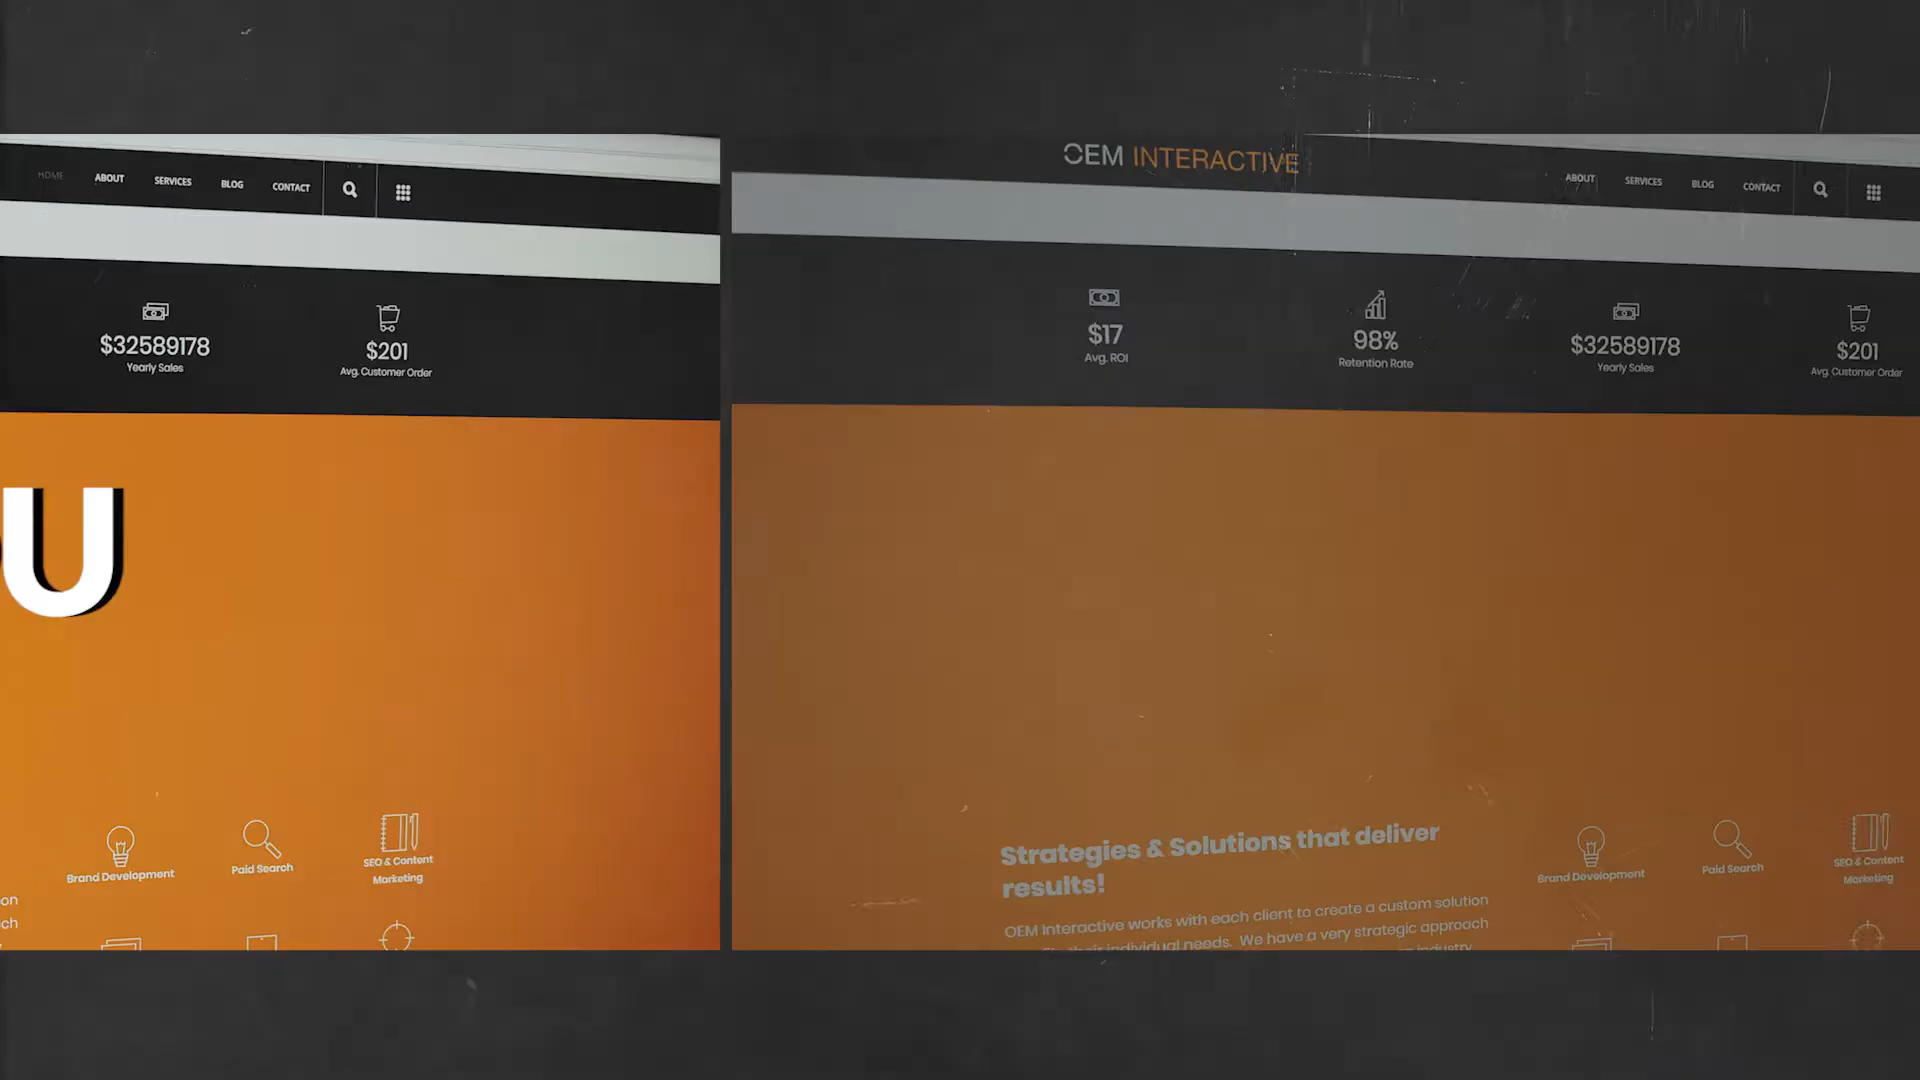 HOME ABOUT SERVICES BLOG CONTACT
$32589178
Yearly Sales
$201
Avg. Customer Order
U
Brand Development
Paid Search
SEO & Content
Marketing
on
ch
OEM INTERACTIVE
ABOUT SERVICES BLOG CONTACT
$17
Avg. ROI
98%
Retention Rate
$32589178
Yearly Sales
$201
Avg. Customer Order
Strategies & Solutions that deliver
results!
OEM Interactive works with each client to create a custom solution
their individual needs. We have a very strategic approach
industry
Brand Development
Paid Search
SEO & Content
Marketing